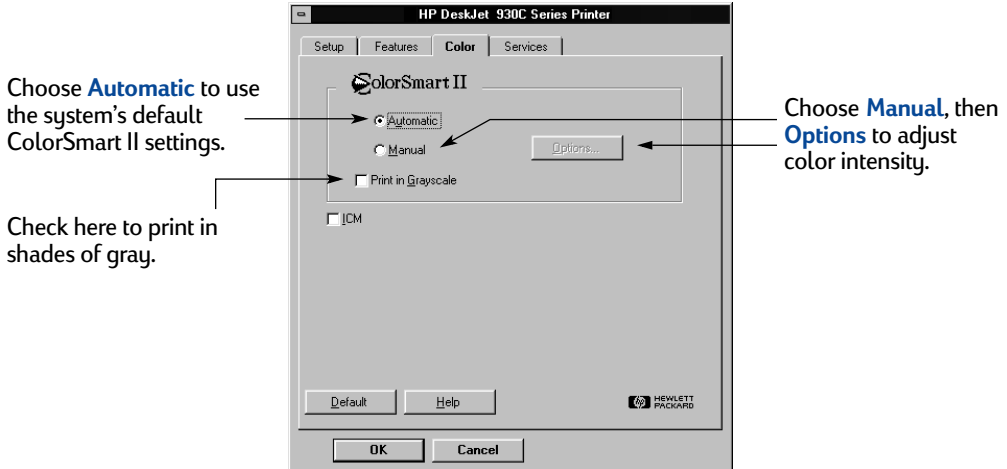 HP DeskJet 930C Series Printer
Setup Features Color Services
ColorSmart II
Automatic
Manual
Options...
Print in Grayscale
ICM
Default Help
HEWLETT
PACKARD
OK Cancel
Choose Automatic to use
the system's default
ColorSmart II settings.
Check here to print in
shades of gray.
Choose Manual, then
Options to adjust
color intensity.